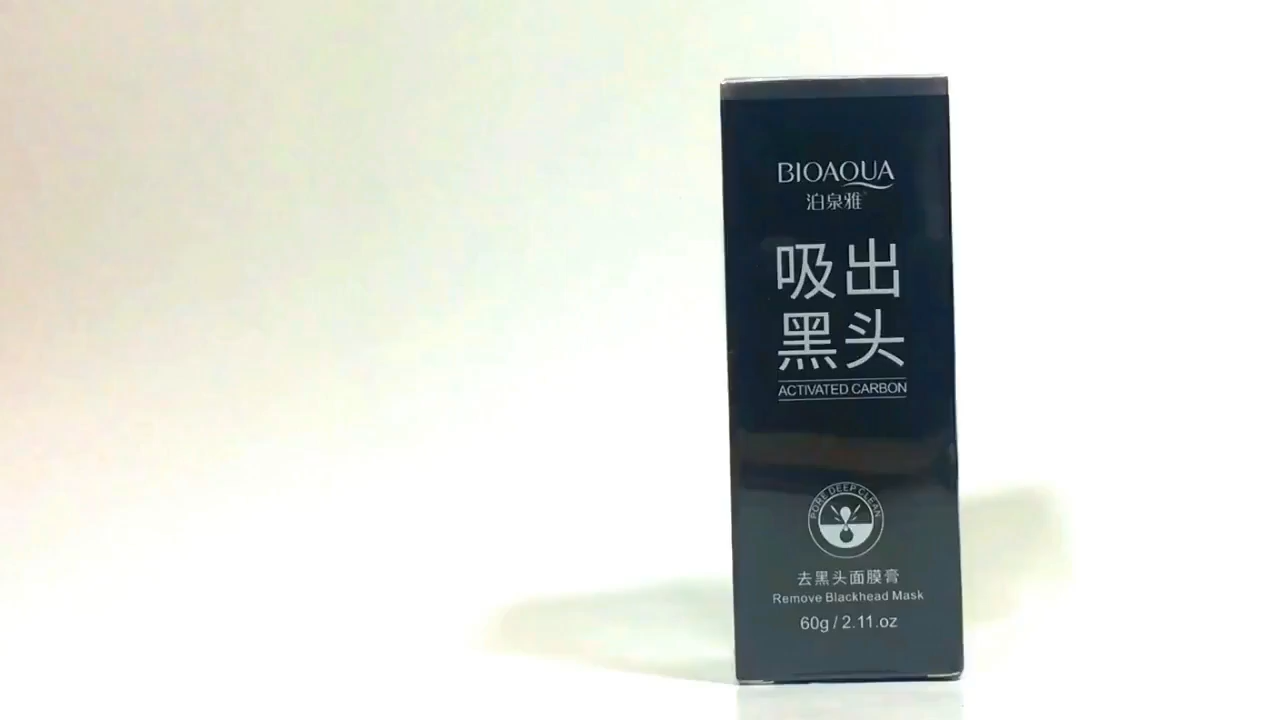 BIOAQUA
泊泉雅
吸出
黑头
ACTIVATED CARBON
PORE DEEP CLEAN
去黑头面膜膏
Remove Blackhead Mask
60g / 2.11.oz